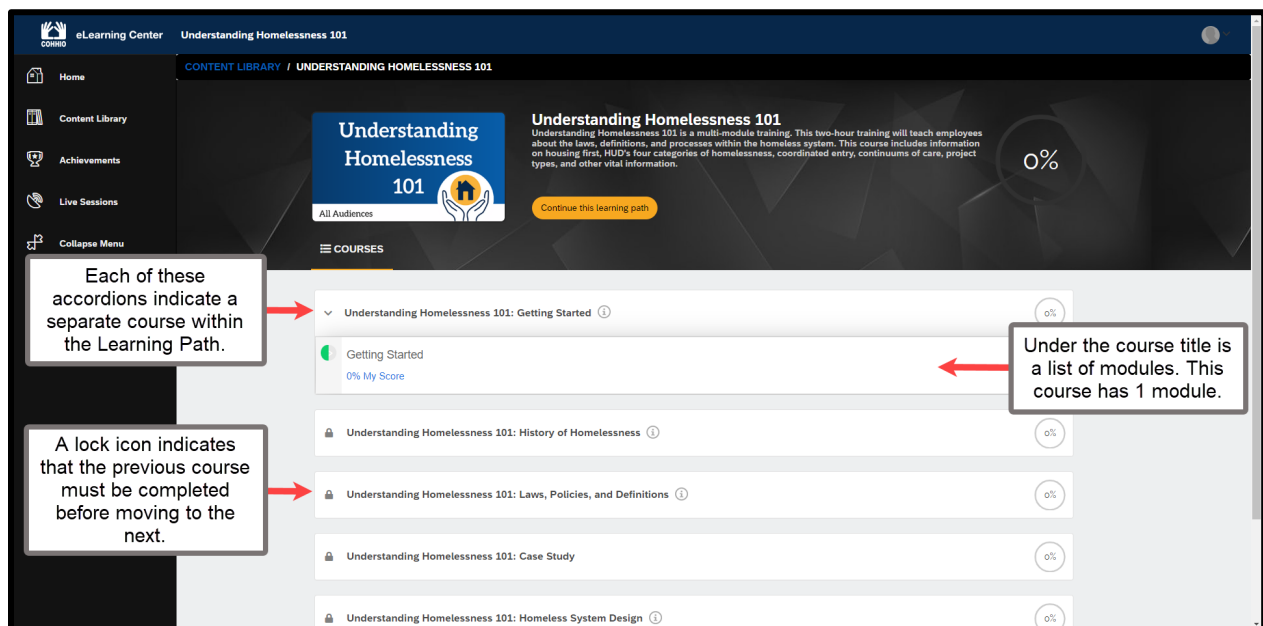 COHHIO
eLearning Center
Understanding Homelessness 101
Home
Content Library
Achievements
Live Sessions
Collapse Menu
CONTENT LIBRARY / UNDERSTANDING HOMELESSNESS 101
Understanding
Homelessness
101
All Audiences
Understanding Homelessness 101
Understanding Homelessness 101 is a multi-module training. This two-hour training will teach employees
about the laws, definitions, and processes within the homeless system. This course includes information
on housing first, HUD's four categories of homelessness, coordinated entry, continuums of care, project
types, and other vital information.
Continue this learning path
0%
COURSES
Each of these
accordions indicate a
separate course within
the Learning Path.
Understanding Homelessness 101: Getting Started
0%
Getting Started
0% My Score
Under the course title is
a list of modules. This
course has 1 module.
A lock icon indicates
that the previous course
must be completed
before moving to the
next.
Understanding Homelessness 101: History of Homelessness
0%
Understanding Homelessness 101: Laws, Policies, and Definitions
0%
Understanding Homelessness 101: Case Study
0%
Understanding Homelessness 101: Homeless System Design
0%